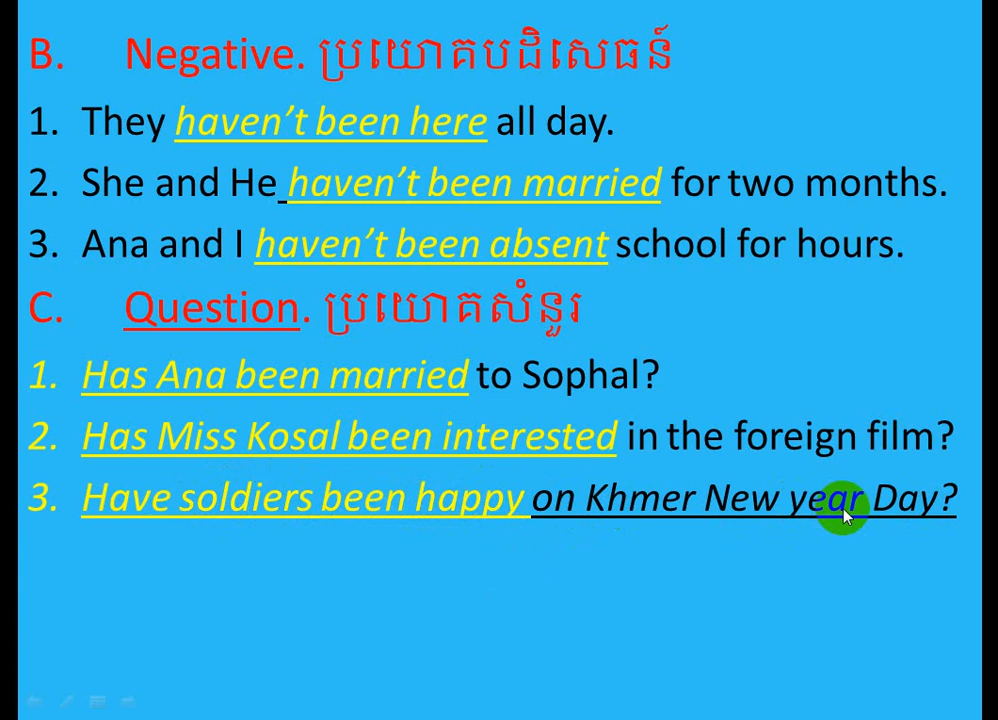 B. Negative. ប្រយោគបដិសេធន៍
1. They haven’t been here all day.
2. She and He haven’t been married for two months.
3. Ana and I haven’t been absent school for hours.
C. Question. ប្រយោគសំនួរ
1. Has Ana been married to Sophal?
2. Has Miss Kosal been interested in the foreign film?
3. Have soldiers been happy on Khmer New year Day?